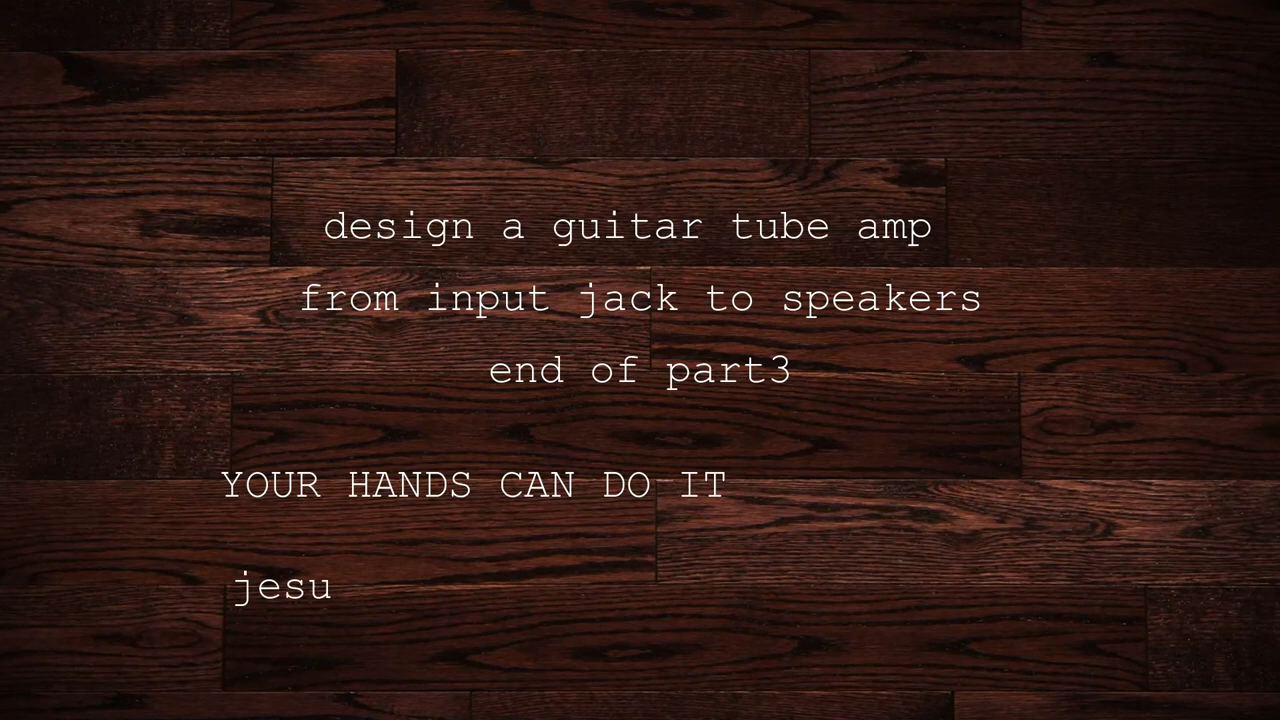 design a guitar tube amp
from input jack to speakers
end of part3
YOUR HANDS CAN DO IT
jesu